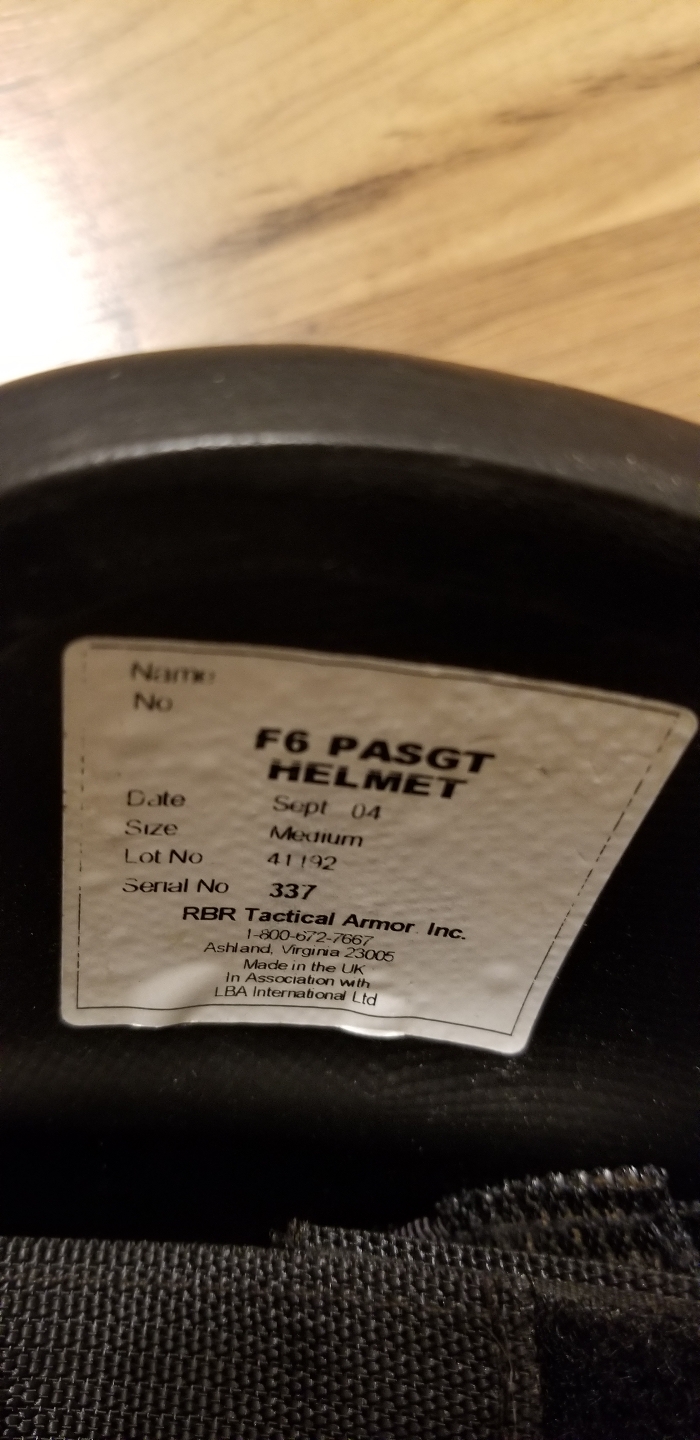 Name
No
F6 PASGT
HELMET
Date Sept 04
Size Medium
Lot No 41192
Serial No 337
RBR Tactical Armor Inc.
1-800-672-7667
Ashland, Virginia 23005
Made in the UK
In Association with
LBA International Ltd